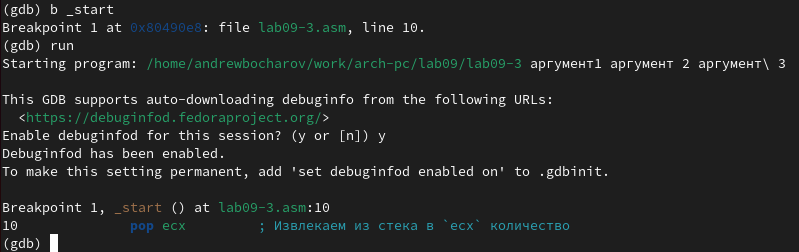 (gdb) b _start
Breakpoint 1 at 0x80490e8: file lab09-3.asm, line 10.
(gdb) run
Starting program: /home/andrewbocharov/work/arch-pc/lab09/lab09-3 аргумент1 аргумент 2 аргумент\ 3
This GDB supports auto-downloading debuginfo from the following URLs:
<https://debuginfod.fedoraproject.org/>
Enable debuginfod for this session? (y or [n]) y
Debuginfod has been enabled.
To make this setting permanent, add 'set debuginfod enabled on' to .gdbinit.
Breakpoint 1, _start () at lab09-3.asm:10
10 pop ecx ; Извлекаем из стека в `ecx` количество
(gdb)